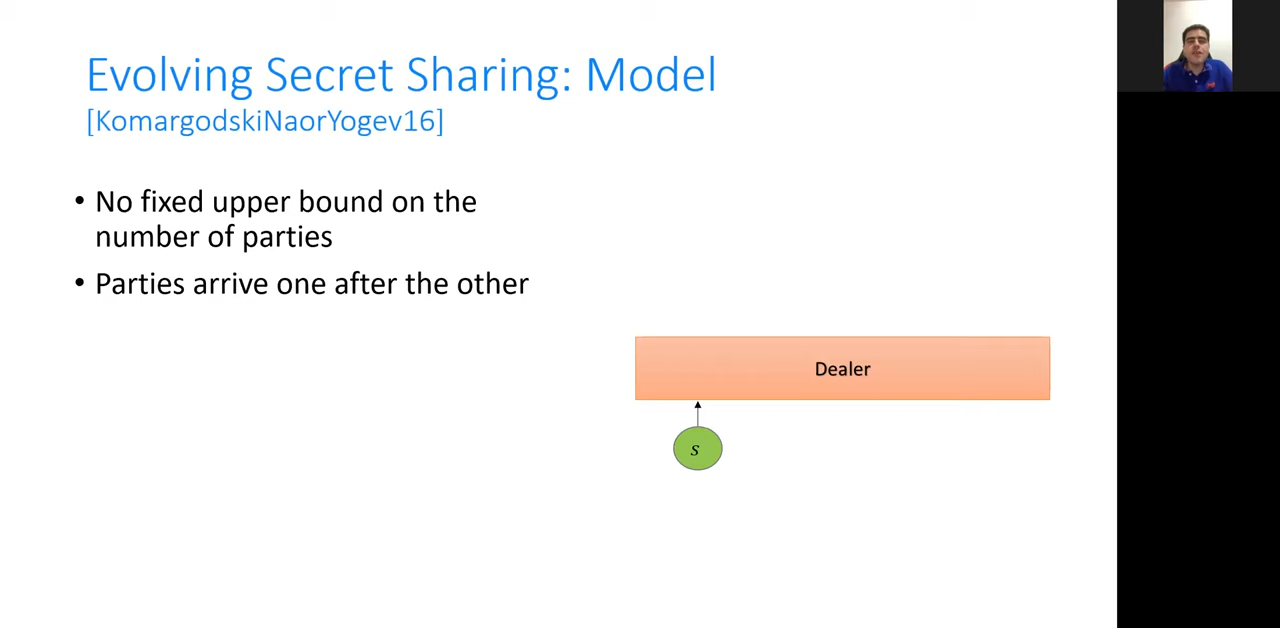 Evolving Secret Sharing: Model
[KomargodskiNaorYogev16]
• No fixed upper bound on the
number of parties
• Parties arrive one after the other
Dealer
s